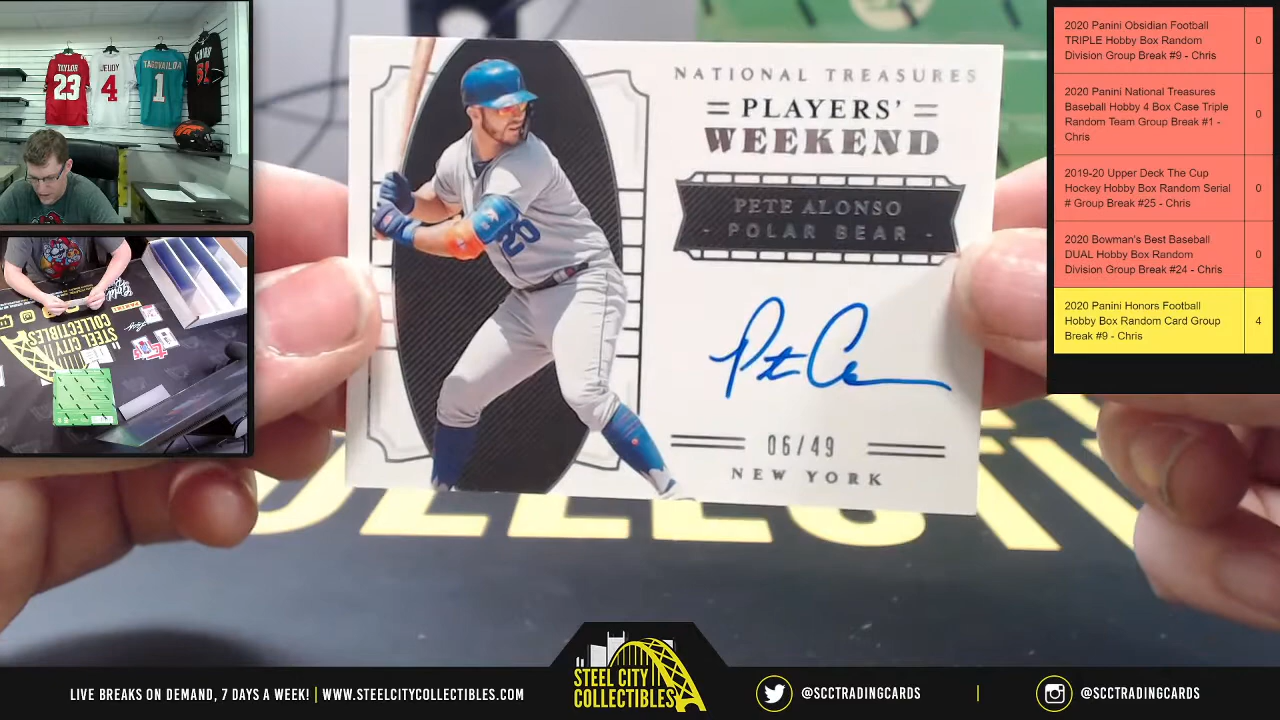 TAYLOR
23
JEUDY
4
TAGOVAILOA
1
51
STEEL CITY
COLLECTIBLES
NATIONAL TREASURES
PLAYERS'
WEEKEND
PETE ALONSO
- POLAR BEAR -
20
06/49
NEW YORK
2020 Panini Obsidian Football
TRIPLE Hobby Box Random
Division Group Break #9 - Chris
0
2020 Panini National Treasures
Baseball Hobby 4 Box Case Triple
Random Team Group Break #1 -
Chris
0
2019-20 Upper Deck The Cup
Hockey Hobby Box Random Serial
# Group Break #25 - Chris
0
2020 Bowman's Best Baseball
DUAL Hobby Box Random
Division Group Break #24 - Chris
0
2020 Panini Honors Football
Hobby Box Random Card Group
Break #9 - Chris
4
LIVE BREAKS ON DEMAND, 7 DAYS A WEEK! | WWW.STEELCITYCOLLECTIBLES.COM
STEEL CITY
COLLECTIBLES
@SCCTRADINGCARDS | @SCCTRADINGCARDS